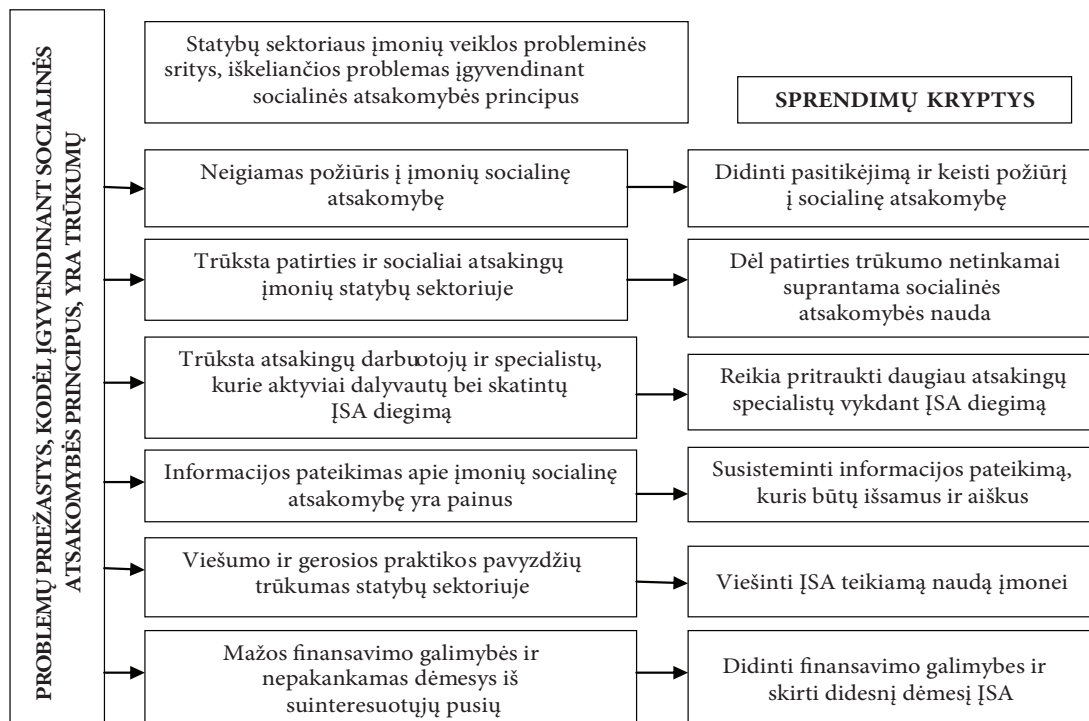 PROBLEMŲ PRIEŽASTYS, KODĖL ĮGYVENDINANT SOCIALINĖS
ATSAKOMYBĖS PRINCIPUS, YRA TRŪKUMŲ
Statybų sektoriaus įmonių veiklos probleminės
sritys, iškeliančios problemas įgyvendinant
socialinės atsakomybės principus
SPRENDIMŲ KRYPTYS
Neigiamas požiūris į įmonių socialinę
atsakomybę
Didinti pasitikėjimą ir keisti požiūrį
į socialinę atsakomybę
Trūksta patirties ir socialiai atsakingų
įmonių statybų sektoriuje
Dėl patirties trūkumo netinkamai
suprantama socialinės
atsakomybės nauda
Trūksta atsakingų darbuotojų ir specialistų,
kurie aktyviai dalyvautų bei skatintų
ĮSA diegimą
Reikia pritraukti daugiau atsakingų
specialistų vykdant ĮSA diegimą
Informacijos pateikimas apie įmonių socialinę
atsakomybę yra painus
Susisteminti informacijos pateikimą,
kuris būtų išsamus ir aiškus
Viešumo ir gerosios praktikos pavyzdžių
trūkumas statybų sektoriuje
Viešinti ĮSA teikiamą naudą įmonei
Mažos finansavimo galimybės ir
nepakankamas dėmesys iš
suinteresuotųjų pusių
Didinti finansavimo galimybes ir
skirti didesnį dėmesį ĮSA